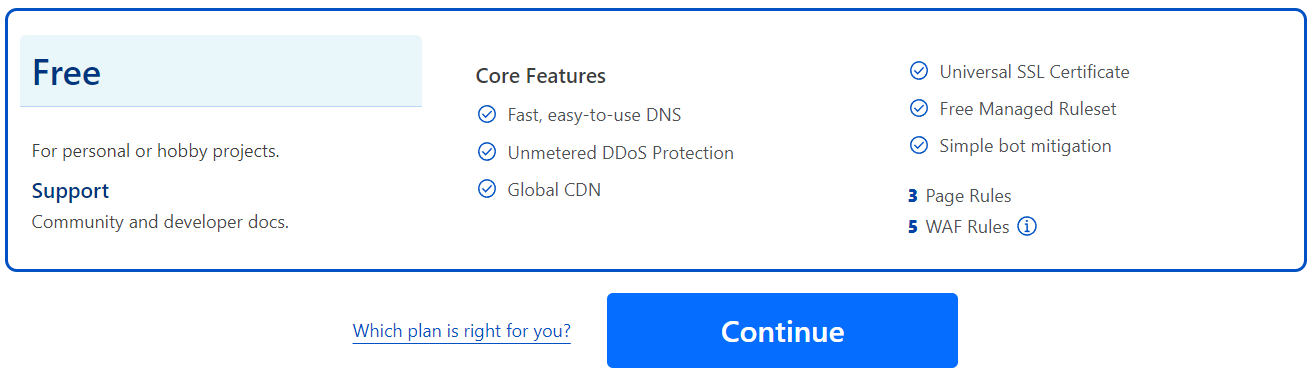 Free
For personal or hobby projects.
Support
Community and developer docs.
Core Features
Fast, easy-to-use DNS
Unmetered DDoS Protection
Global CDN
Universal SSL Certificate
Free Managed Ruleset
Simple bot mitigation
3 Page Rules
5 WAF Rules
Which plan is right for you?
Continue